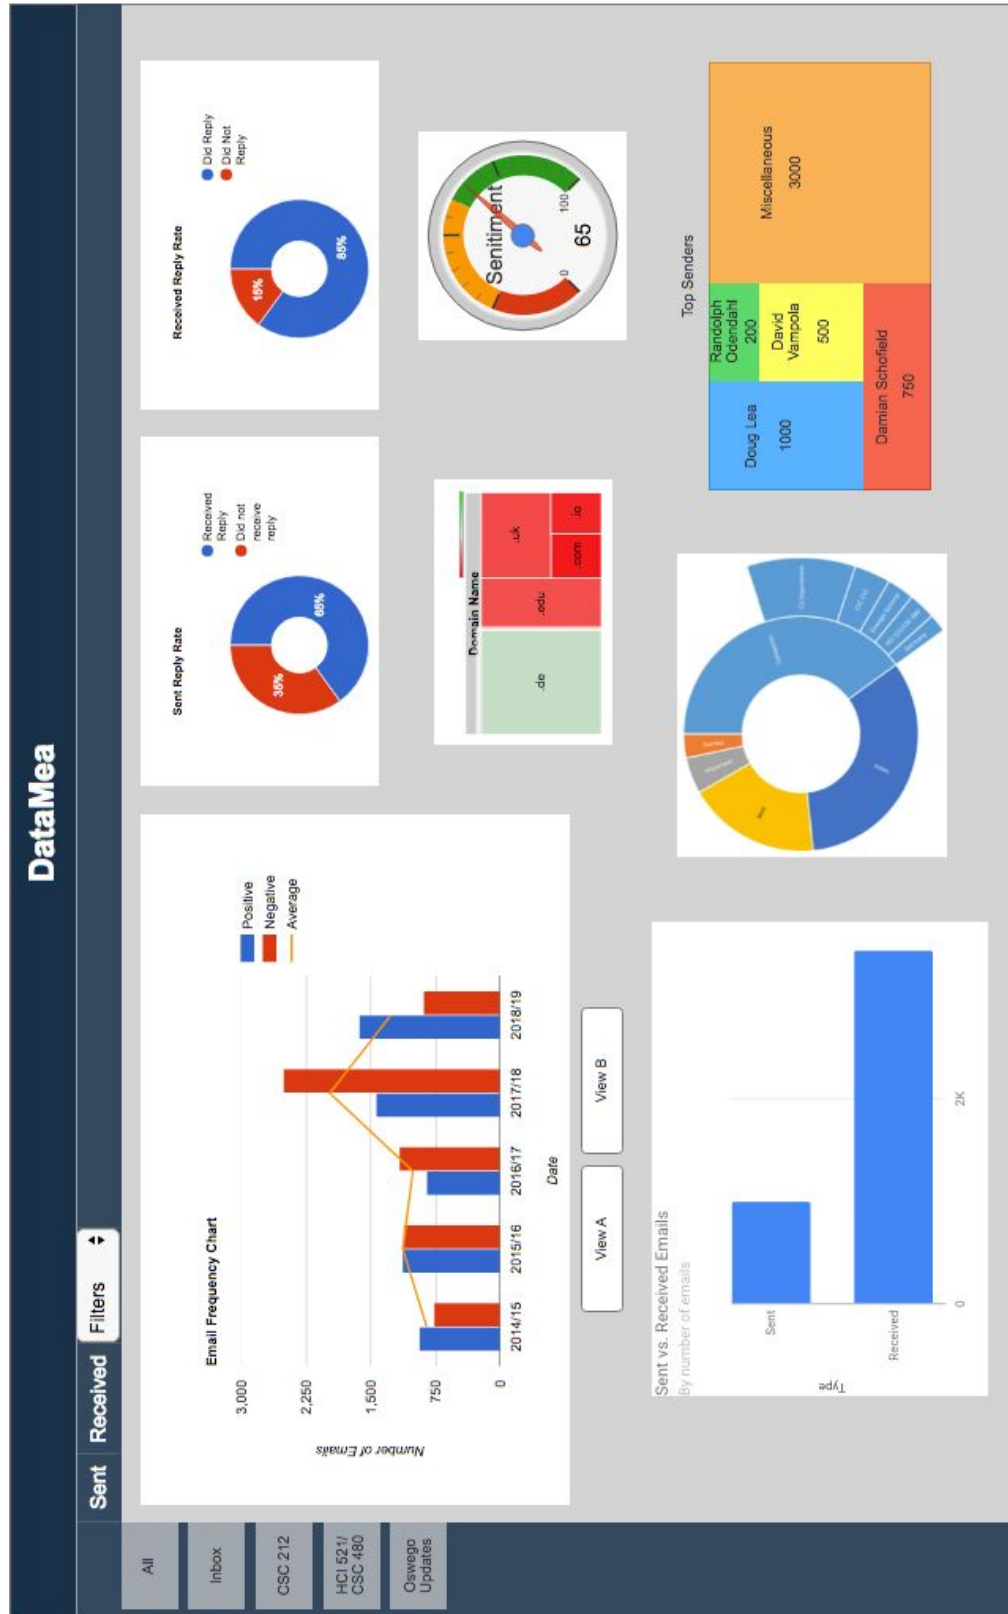 DataMea
Sent
Received
Filters
All
Inbox
CSC 212
HCI 521/
CSC 480
Oswego
Updates
Email Frequency Chart
Positive
Negative
Average
3,000
2,250
1,500
750
0
Number of Emails
2014/15
2015/16
2016/17
2017/18
2018/19
Date
View A
View B
Sent Reply Rate
Received
Reply
Did not
receive
reply
35%
65%
Received Reply Rate
Did Reply
Did Not
Reply
15%
85%
Domain Name
.de
.edu
.uk
.com
.io
Senitiment
0
100
65
Sent vs. Received Emails
By number of emails
Sent
Received
Type
0
2K
Top Senders
Doug Lea
1000
Randolph
Odendahl
200
David
Vampola
500
Damian Schofield
750
Miscellaneous
3000